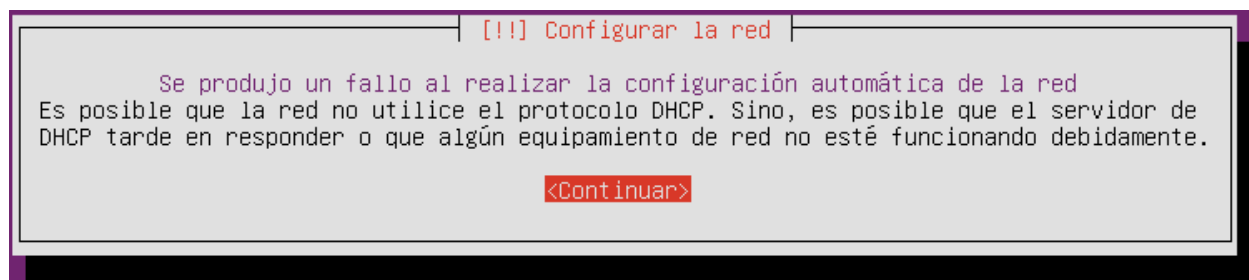 [!!] Configurar la red
Se produjo un fallo al realizar la configuración automática de la red
Es posible que la red no utilice el protocolo DHCP. Sino, es posible que el servidor de
DHCP tarde en responder o que algún equipamiento de red no esté funcionando debidamente.
<Continuar>